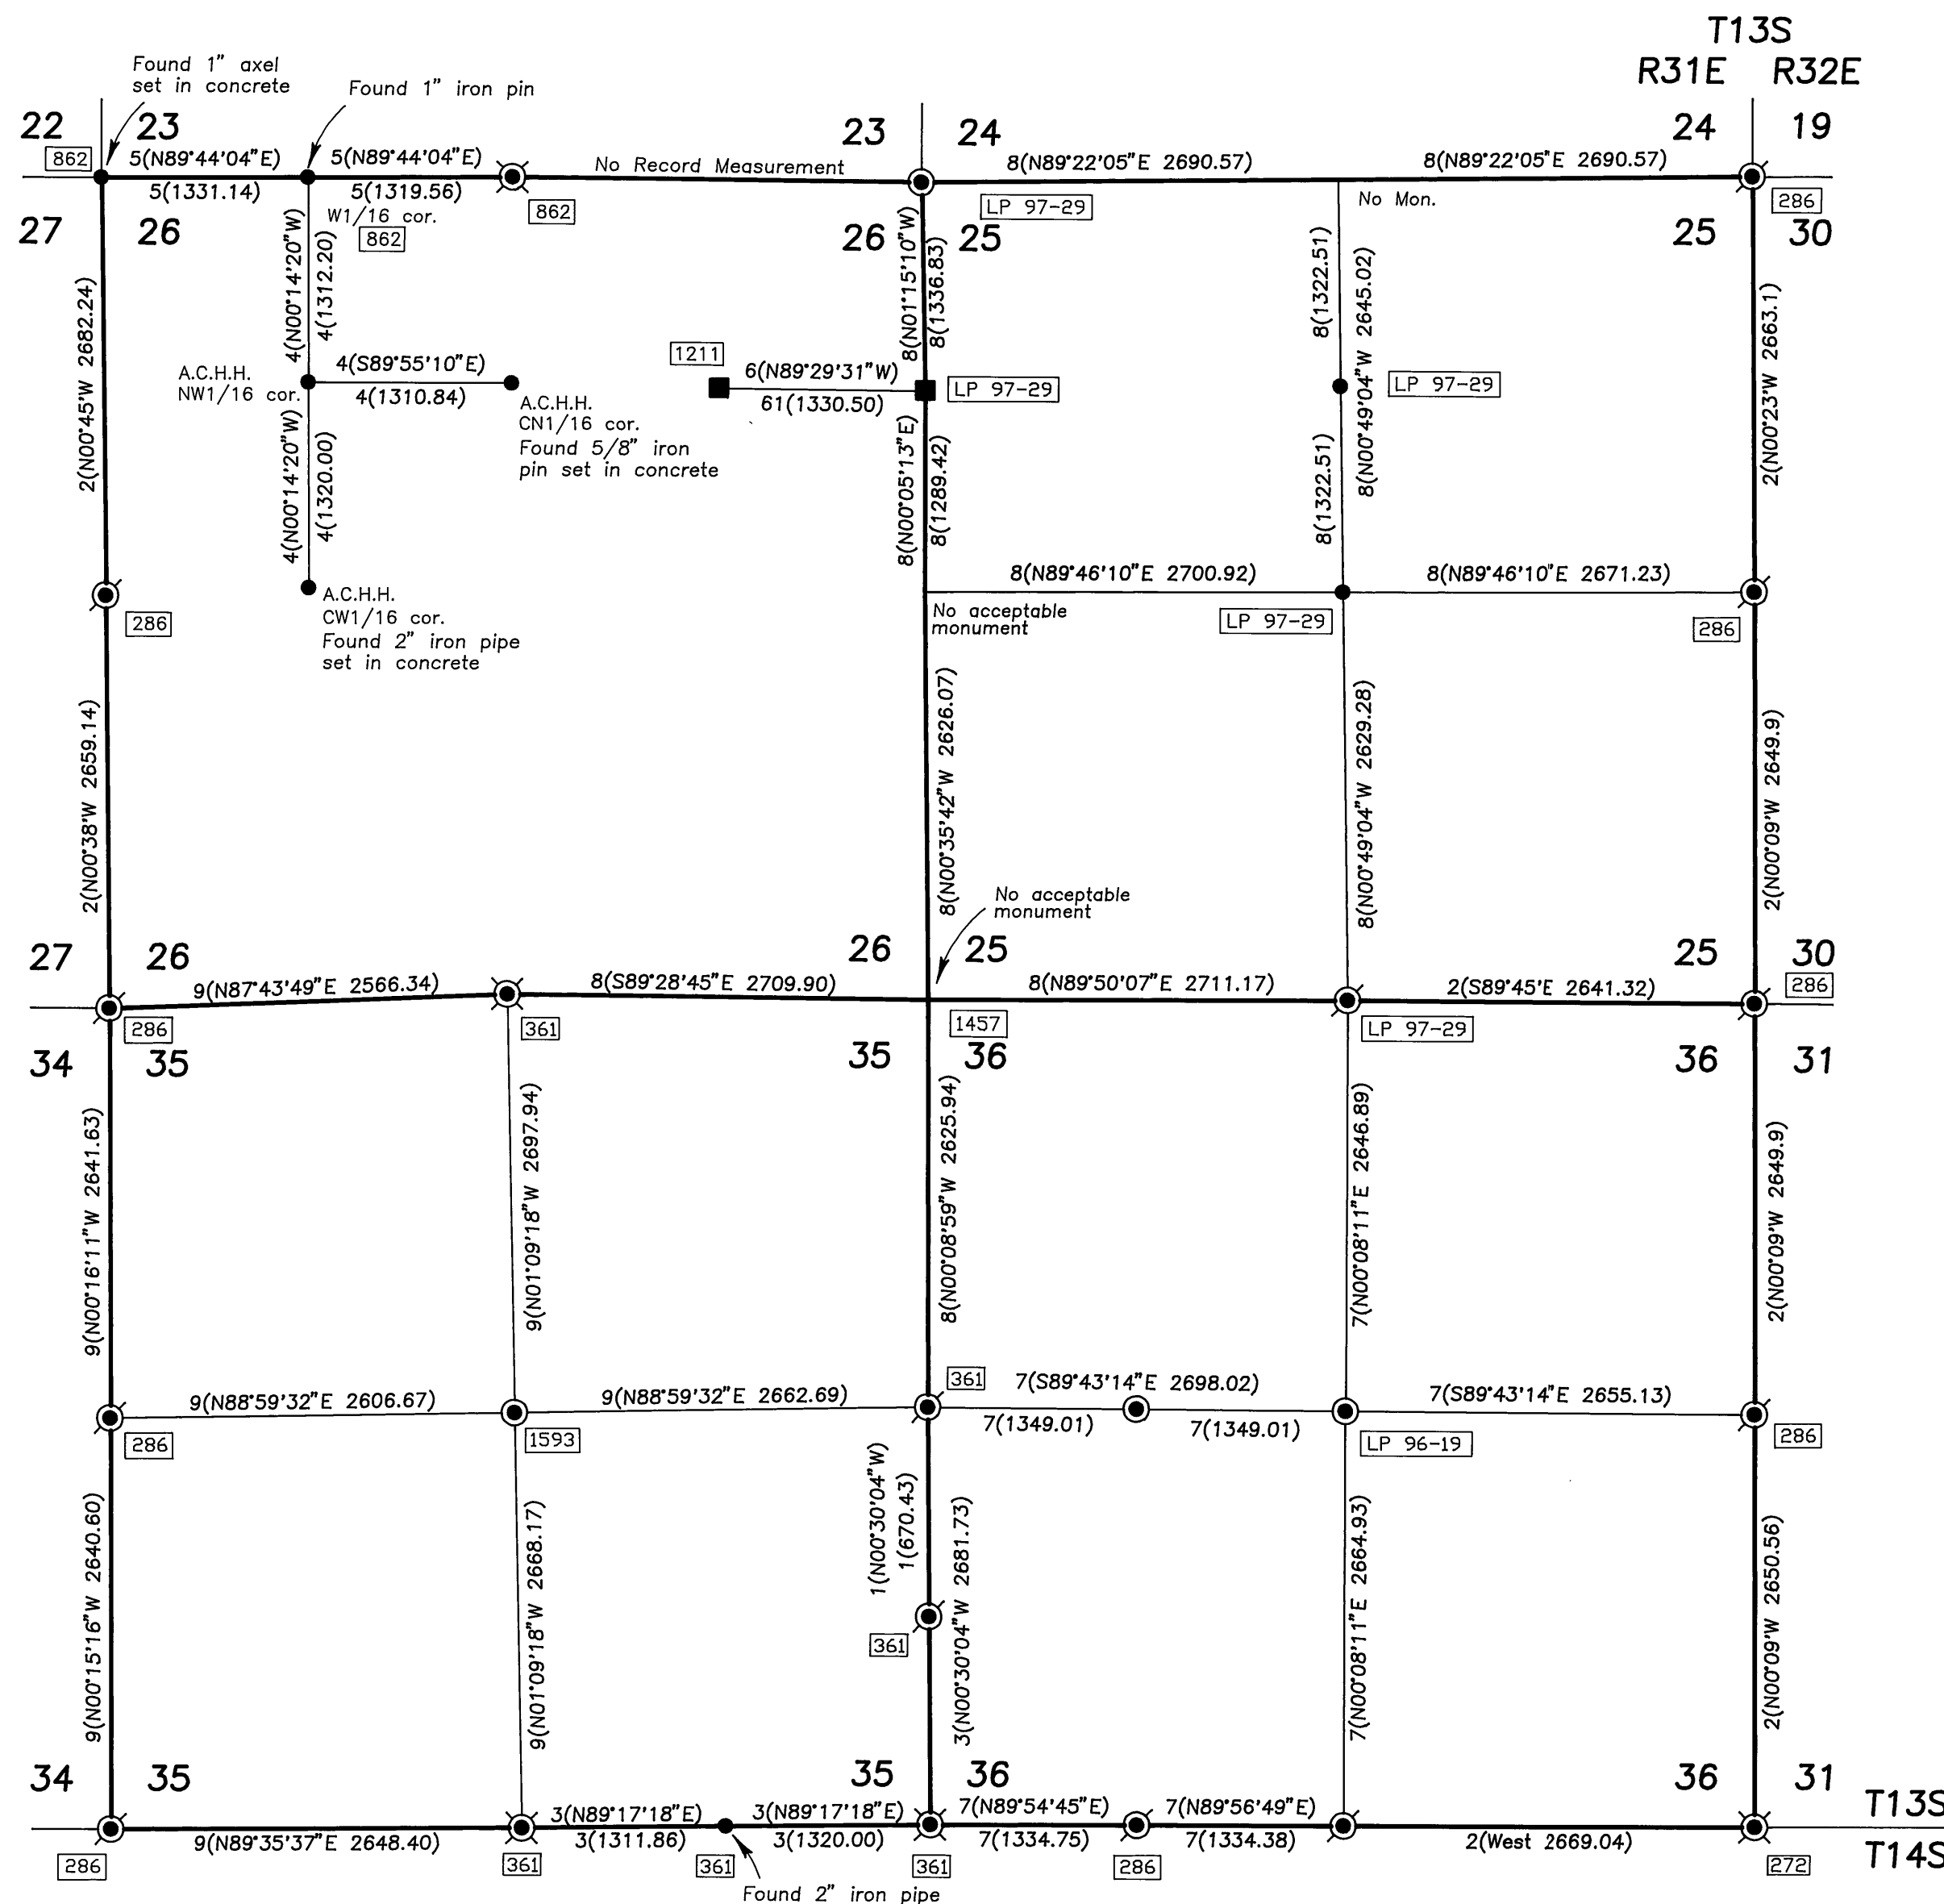 T13S
R31E R32E
Found 1" axel
set in concrete
Found 1" iron pin
22 23 23 24 24 19
862
5(N89°44'04"E)
5(N89°44'04"E)
No Record Measurement
8(N89°22'05"E 2690.57)
8(N89°22'05"E 2690.57)
5(1331.14)
5(1319.56)
W1/16 cor.
862
862
LP 97-29
No Mon.
286
27 26 26 25 25 30
2(N00°45'W 2682.24)
4(N00°14'20"W)
4(1312.20)
8(N01°15'10"W)
8(1336.83)
8(1322.51)
8(N00°49'04"W 2645.02)
2(N00°23'W 2663.1)
A.C.H.H.
NW1/16 cor.
4(S89°55'10"E)
4(1310.84)
1211
6(N89°29'31"W)
61(1330.50)
LP 97-29
LP 97-29
A.C.H.H.
CN1/16 cor.
Found 5/8" iron
pin set in concrete
4(N00°14'20"W)
4(1320.00)
8(N00°05'13"E)
8(1289.42)
8(1322.51)
286
A.C.H.H.
CW1/16 cor.
Found 2" iron pipe
set in concrete
8(N89°46'10"E 2700.92)
8(N89°46'10"E 2671.23)
No acceptable
monument
LP 97-29
286
2(N00°38'W 2659.14)
8(N00°35'42"W 2626.07)
8(N00°49'04"W 2629.28)
2(N00°09'W 2649.9)
No acceptable
monument
27 26 26 25 25 30
9(N87°43'49"E 2566.34)
8(S89°28'45"E 2709.90)
8(N89°50'07"E 2711.17)
2(S89°45'E 2641.32)
286
286
361
1457
LP 97-29
34 35 35 36 36 31
9(N00°16'11"W 2641.63)
9(N01°09'18"W 2697.94)
8(N00°08'59"W 2625.94)
7(N00°08'11"E 2646.89)
2(N00°09'W 2649.9)
9(N88°59'32"E 2606.67)
9(N88°59'32"E 2662.69)
361
7(S89°43'14"E 2698.02)
7(S89°43'14"E 2655.13)
7(1349.01)
7(1349.01)
286
1593
LP 96-19
286
9(N00°15'16"W 2640.60)
9(N01°09'18"W 2668.17)
1(N00°30'04"W)
1(670.43)
361
3(N00°30'04"W 2681.73)
7(N00°08'11"E 2664.93)
2(N00°09'W 2650.56)
34 35 35 36 36 31
9(N89°35'37"E 2648.40)
3(N89°17'18"E)
3(N89°17'18"E)
7(N89°54'45"E)
7(N89°56'49"E)
3(1311.86)
3(1320.00)
7(1334.75)
7(1334.38)
2(West 2669.04)
T13S
T14S
286
361
361
361
286
272
Found 2" iron pipe